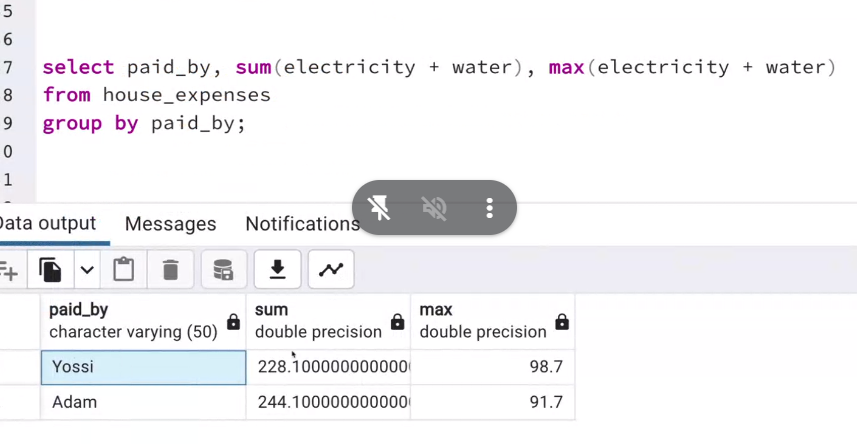 5
6
7 select paid_by, sum(electricity + water), max(electricity + water)
8 from house_expenses
9 group by paid_by;
0
1
Data output Messages Notifications
paid_by sum max
character varying (50) double precision double precision
Yossi 228.1000000000000 98.7
Adam 244.1000000000000 91.7